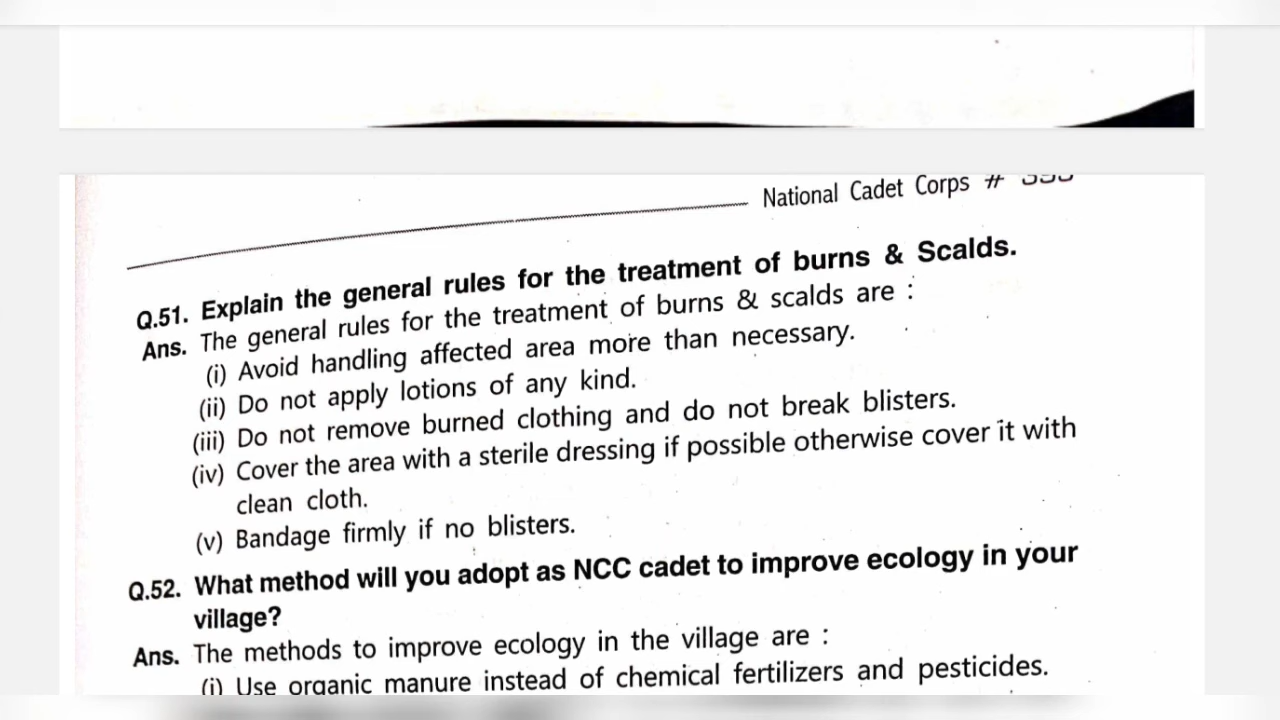 National Cadet Corps #
Q.51. Explain the general rules for the treatment of burns & Scalds.
Ans. The general rules for the treatment of burns & scalds are :
(i) Avoid handling affected area more than necessary.
(ii) Do not apply lotions of any kind.
(iii) Do not remove burned clothing and do not break blisters.
(iv) Cover the area with a sterile dressing if possible otherwise cover it with
clean cloth.
(v) Bandage firmly if no blisters.
Q.52. What method will you adopt as NCC cadet to improve ecology in your
village?
Ans. The methods to improve ecology in the village are :
(i) Use organic manure instead of chemical fertilizers and pesticides.